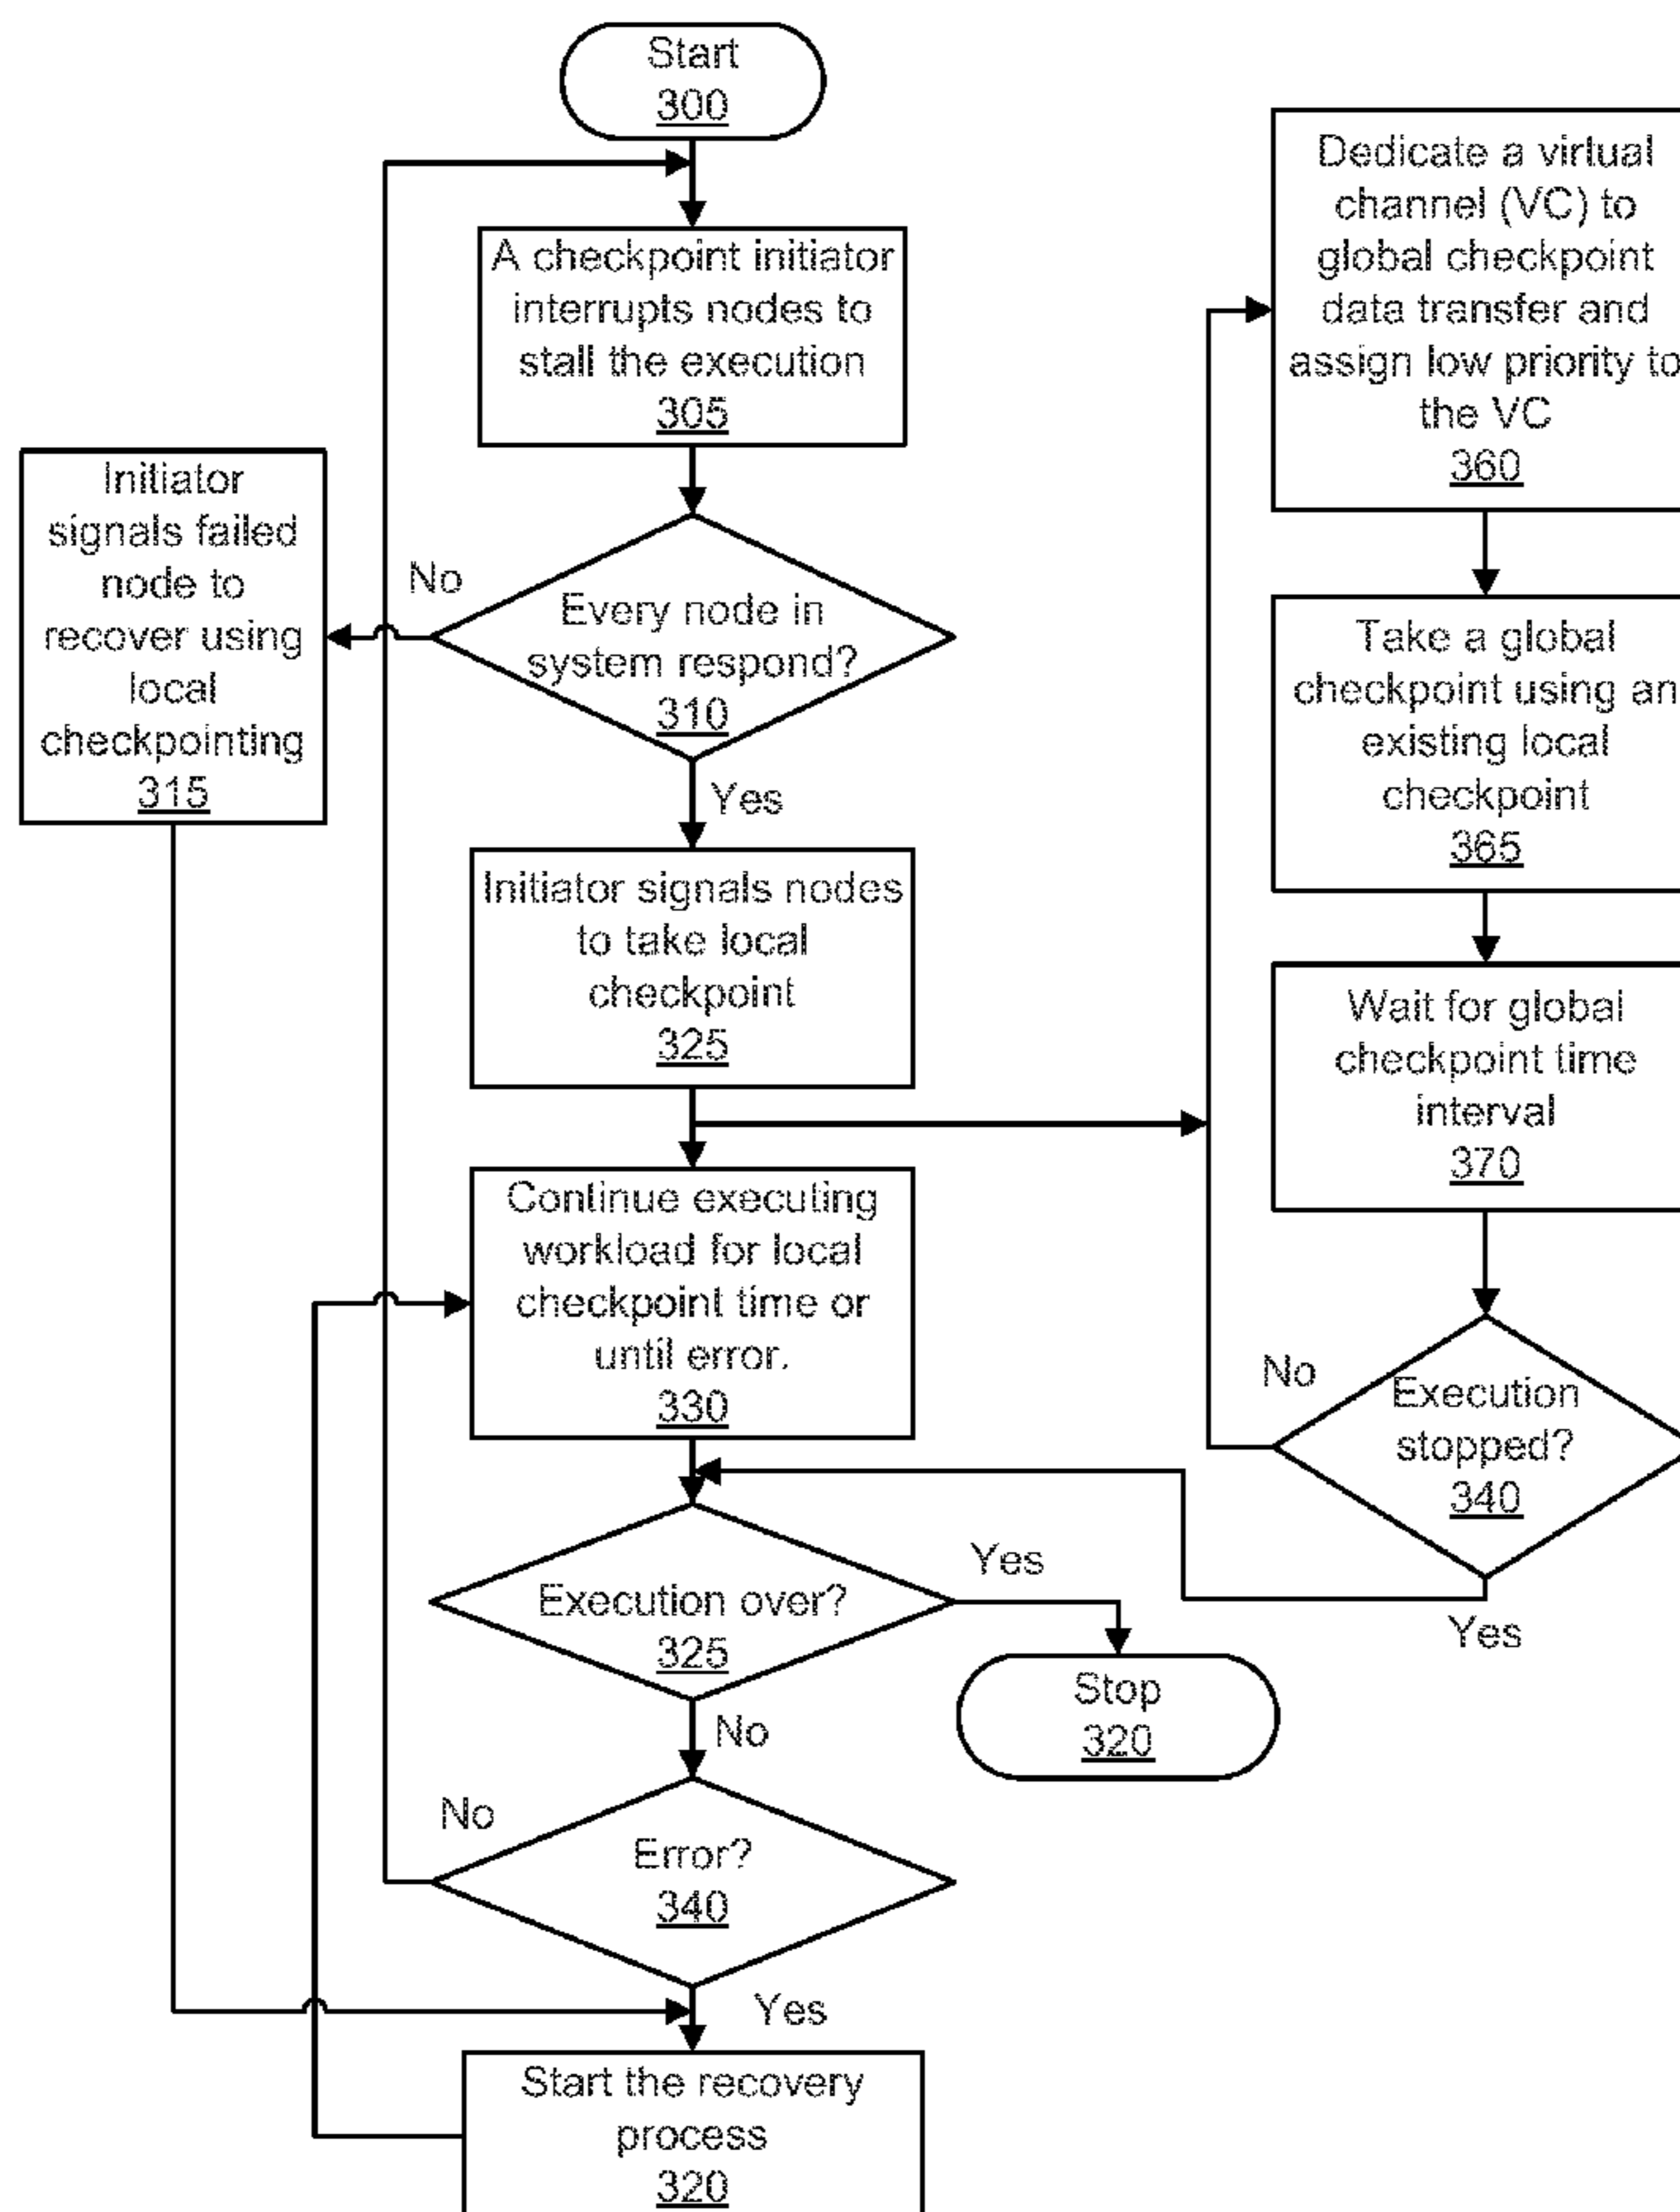 Start
300
A checkpoint initiator
interrupts nodes to
stall the execution
305
Every node in
system respond?
310
No
Yes
Initiator
signals failed
node to
recover using
local
checkpointing
315
Initiator signals nodes
to take local
checkpoint
325
Continue executing
workload for local
checkpoint time or
until error.
330
Execution over?
325
Yes
No
Stop
320
Error?
340
No
Yes
Start the recovery
process
320
Dedicate a virtual
channel (VC) to
global checkpoint
data transfer and
assign low priority to
the VC
360
Take a global
checkpoint using an
existing local
checkpoint
365
Wait for global
checkpoint time
interval
370
Execution
stopped?
340
No
Yes